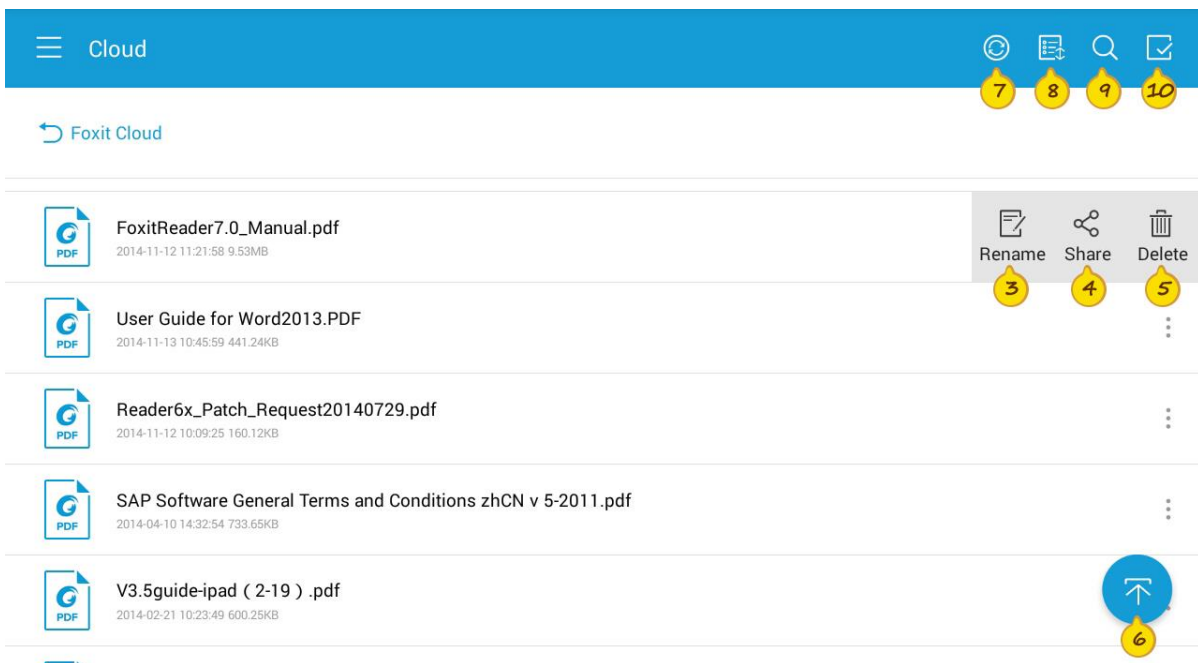 Cloud
7 8 9 10
Foxit Cloud
PDF
FoxitReader7.0_Manual.pdf
2014-11-12 11:21:58 9.53MB
Rename Share Delete
3 4 5
PDF
User Guide for Word2013.PDF
2014-11-13 10:45:59 441.24KB
PDF
Reader6x_Patch_Request20140729.pdf
2014-11-12 10:09:25 160.12KB
PDF
SAP Software General Terms and Conditions zhCN v 5-2011.pdf
2014-04-10 14:32:54 733.65KB
PDF
V3.5guide-ipad（2-19）.pdf
2014-02-21 10:23:49 600.25KB
6